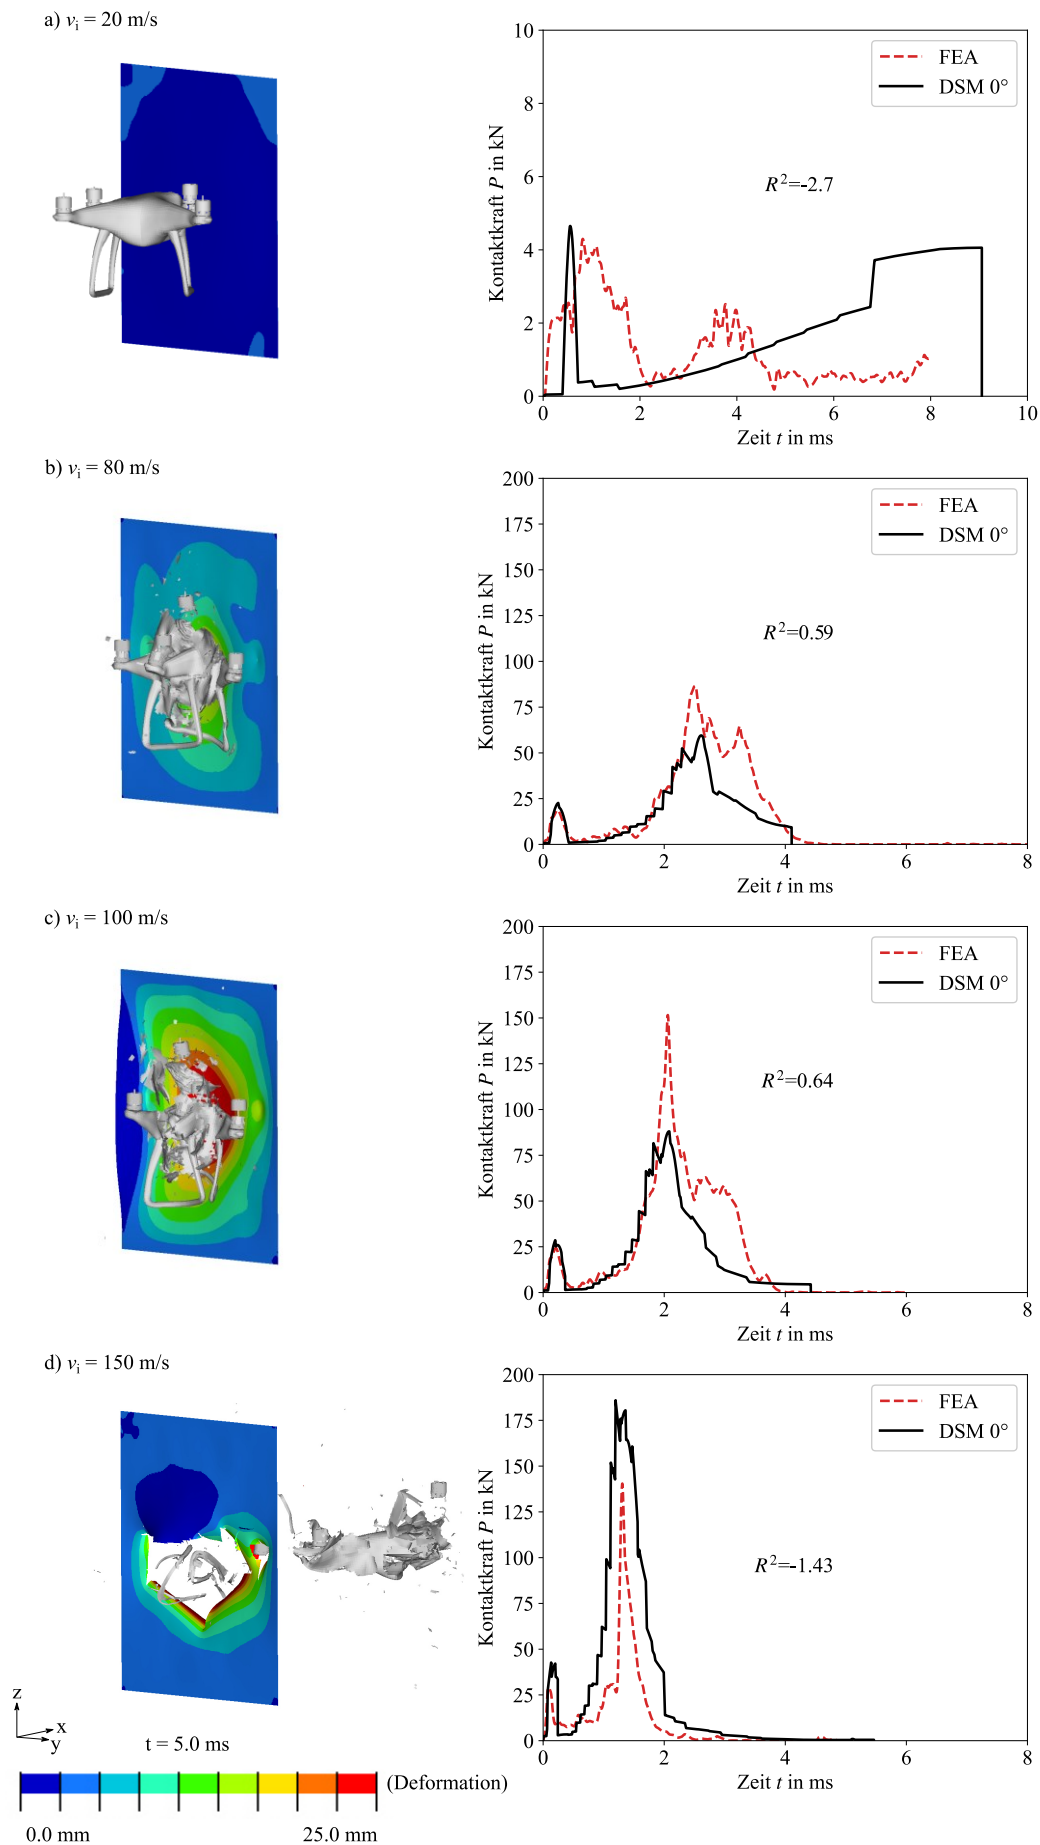 a) vᵢ = 20 m/s
10
8
6
4
2
0
Kontaktkraft P in kN
FEA
DSM 0°
R²=-2.7
0 2 4 6 8 10
Zeit t in ms
b) vᵢ = 80 m/s
200
175
150
125
100
75
50
25
0
Kontaktkraft P in kN
FEA
DSM 0°
R²=0.59
0 2 4 6 8
Zeit t in ms
c) vᵢ = 100 m/s
200
175
150
125
100
75
50
25
0
Kontaktkraft P in kN
FEA
DSM 0°
R²=0.64
0 2 4 6 8
Zeit t in ms
d) vᵢ = 150 m/s
200
175
150
125
100
75
50
25
0
Kontaktkraft P in kN
FEA
DSM 0°
R²=-1.43
0 2 4 6 8
Zeit t in ms
z
x
y
t = 5.0 ms
(Deformation)
0.0 mm 25.0 mm